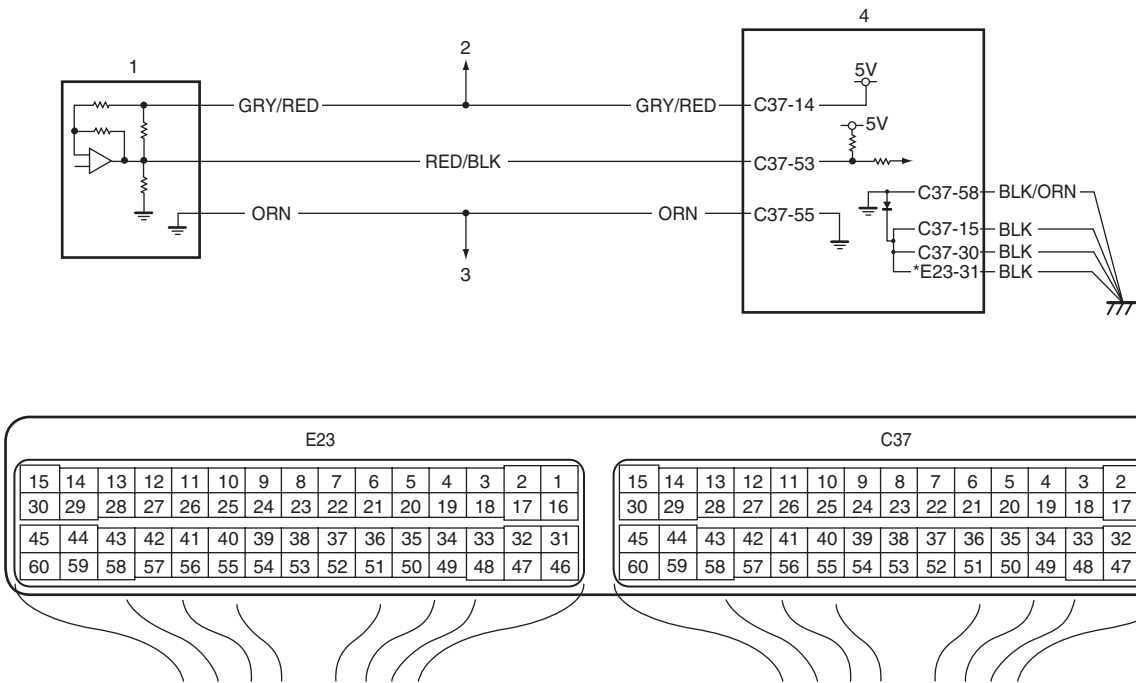 4
2
1
5V
GRY/RED GRY/RED C37-14
5V
RED/BLK C37-53
C37-58 BLK/ORN
ORN ORN C37-55
C37-15 BLK
C37-30 BLK
*E23-31 BLK
3
E23 C37
15 14 13 12 11 10 9 8 7 6 5 4 3 2 1
30 29 28 27 26 25 24 23 22 21 20 19 18 17 16
45 44 43 42 41 40 39 38 37 36 35 34 33 32 31
60 59 58 57 56 55 54 53 52 51 50 49 48 47 46
15 14 13 12 11 10 9 8 7 6 5 4 3 2
30 29 28 27 26 25 24 23 22 21 20 19 18 17
45 44 43 42 41 40 39 38 37 36 35 34 33 32
60 59 58 57 56 55 54 53 52 51 50 49 48 47